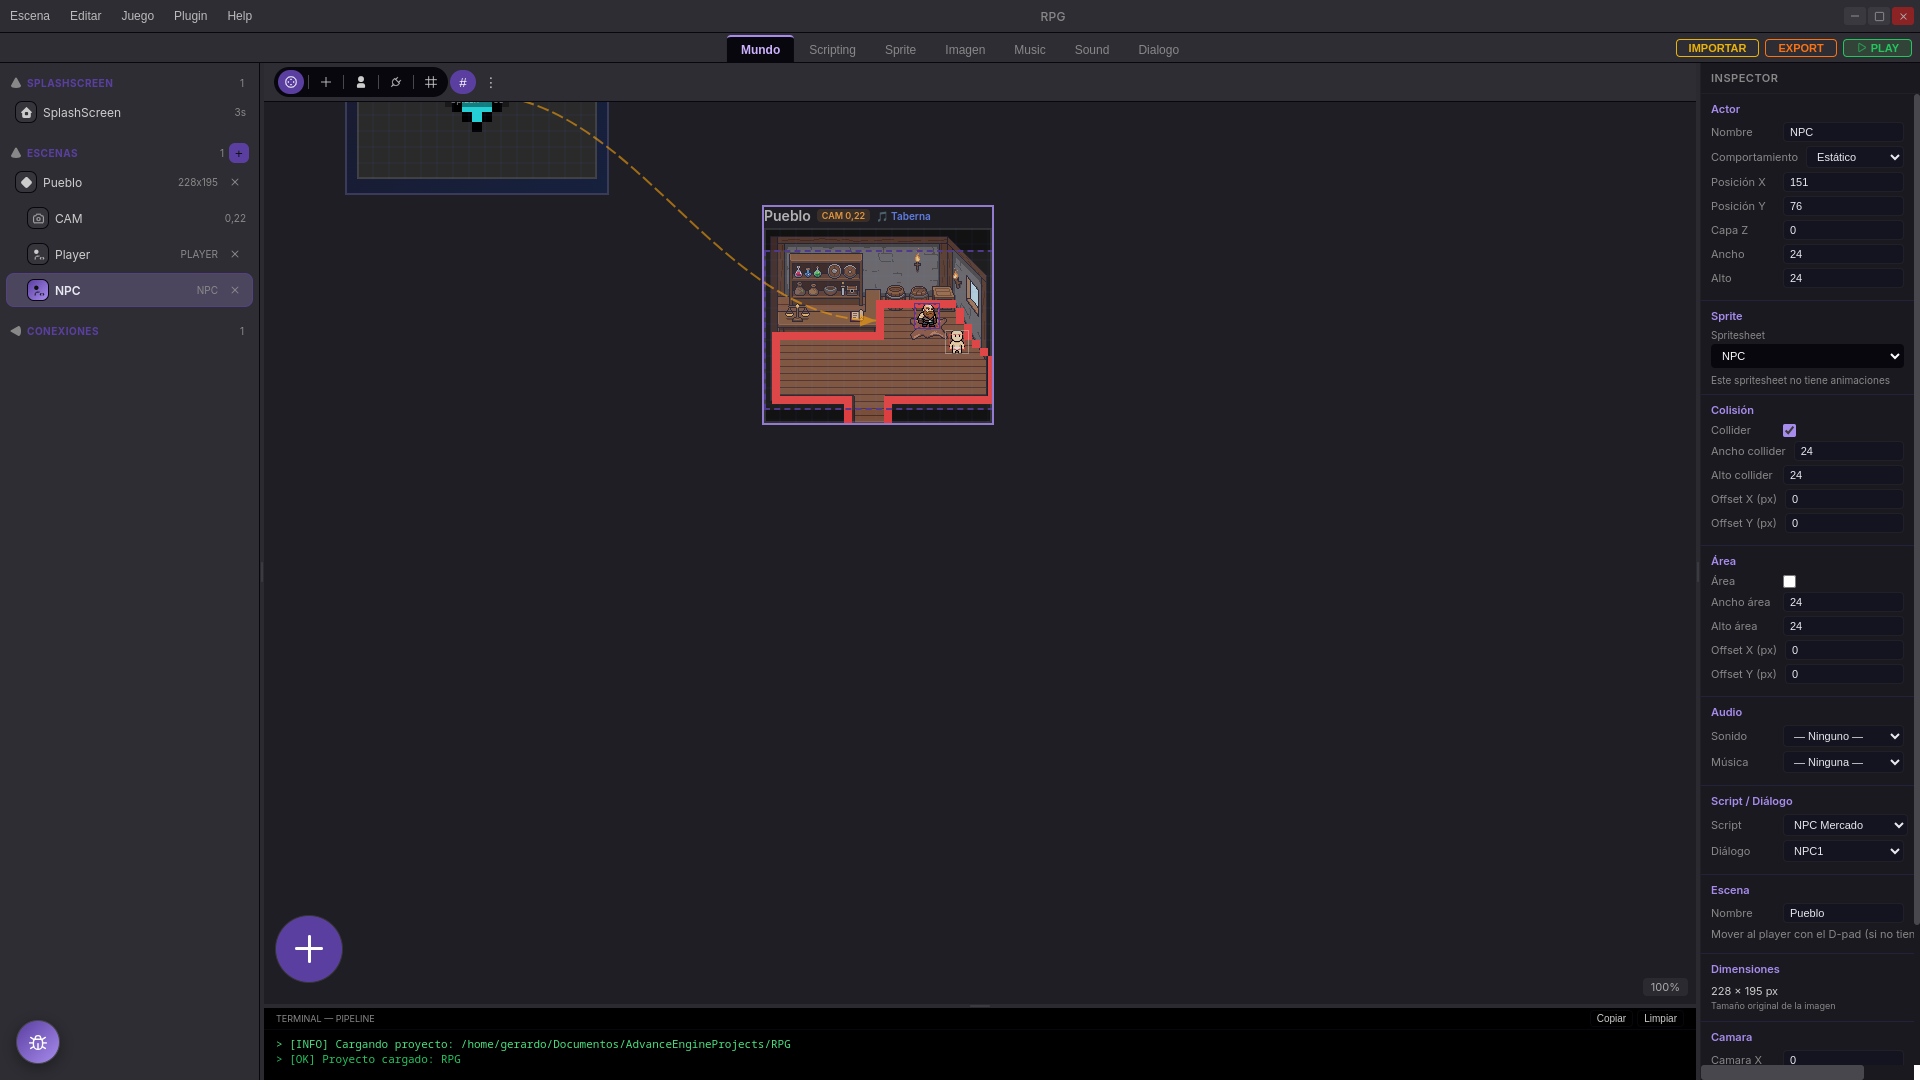 Escena Editar Juego Plugin Help
RPG
Mundo Scripting Sprite Imagen Music Sound Dialogo
IMPORTAR EXPORT PLAY
SPLASHSCREEN 1
SplashScreen 3s
ESCENAS 1 +
Pueblo 228x195 ×
CAM 0,22
Player PLAYER ×
NPC NPC ×
CONEXIONES 1
#
Pueblo CAM 0,22 Taberna
100%
TERMINAL — PIPELINE Copiar Limpiar
> [INFO] Cargando proyecto: /home/gerardo/Documentos/AdvanceEngineProjects/RPG
> [OK] Proyecto cargado: RPG
INSPECTOR
Actor
Nombre NPC
Comportamiento Estático
Posición X 151
Posición Y 76
Capa Z 0
Ancho 24
Alto 24
Sprite
Spritesheet
NPC
Este spritesheet no tiene animaciones
Colisión
Collider
Ancho collider 24
Alto collider 24
Offset X (px) 0
Offset Y (px) 0
Área
Área
Ancho área 24
Alto área 24
Offset X (px) 0
Offset Y (px) 0
Audio
Sonido — Ninguno —
Música — Ninguna —
Script / Diálogo
Script NPC Mercado
Diálogo NPC1
Escena
Nombre Pueblo
Mover al player con el D-pad (si no tien
Dimensiones
228 × 195 px
Tamaño original de la imagen
Camara
Camara X 0